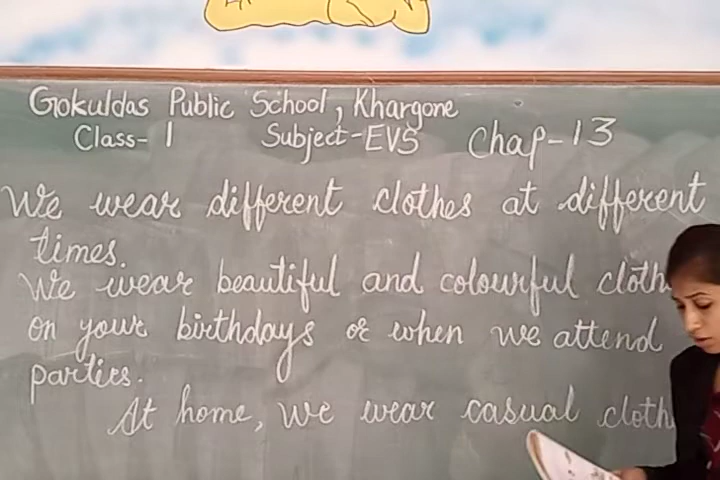 Gokuldas Public School, Khargone
Class- 1 Subject-EVS Chap-13
We wear different clothes at different
times.
We wear beautiful and colourful cloth
on your birthdays or when we attend
parties.
At home, we wear casual cloth